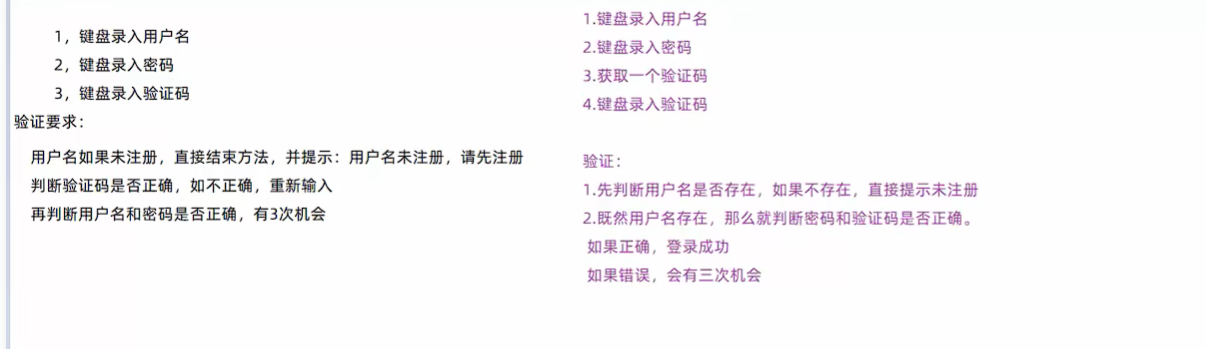 1，键盘录入用户名
2，键盘录入密码
3，键盘录入验证码
验证要求：
用户名如果未注册，直接结束方法，并提示：用户名未注册，请先注册
判断验证码是否正确，如不正确，重新输入
再判断用户名和密码是否正确，有3次机会
1.键盘录入用户名
2.键盘录入密码
3.获取一个验证码
4.键盘录入验证码
验证：
1.先判断用户名是否存在，如果不存在，直接提示未注册
2.既然用户名存在，那么就判断密码和验证码是否正确。
如果正确，登录成功
如果错误，会有三次机会